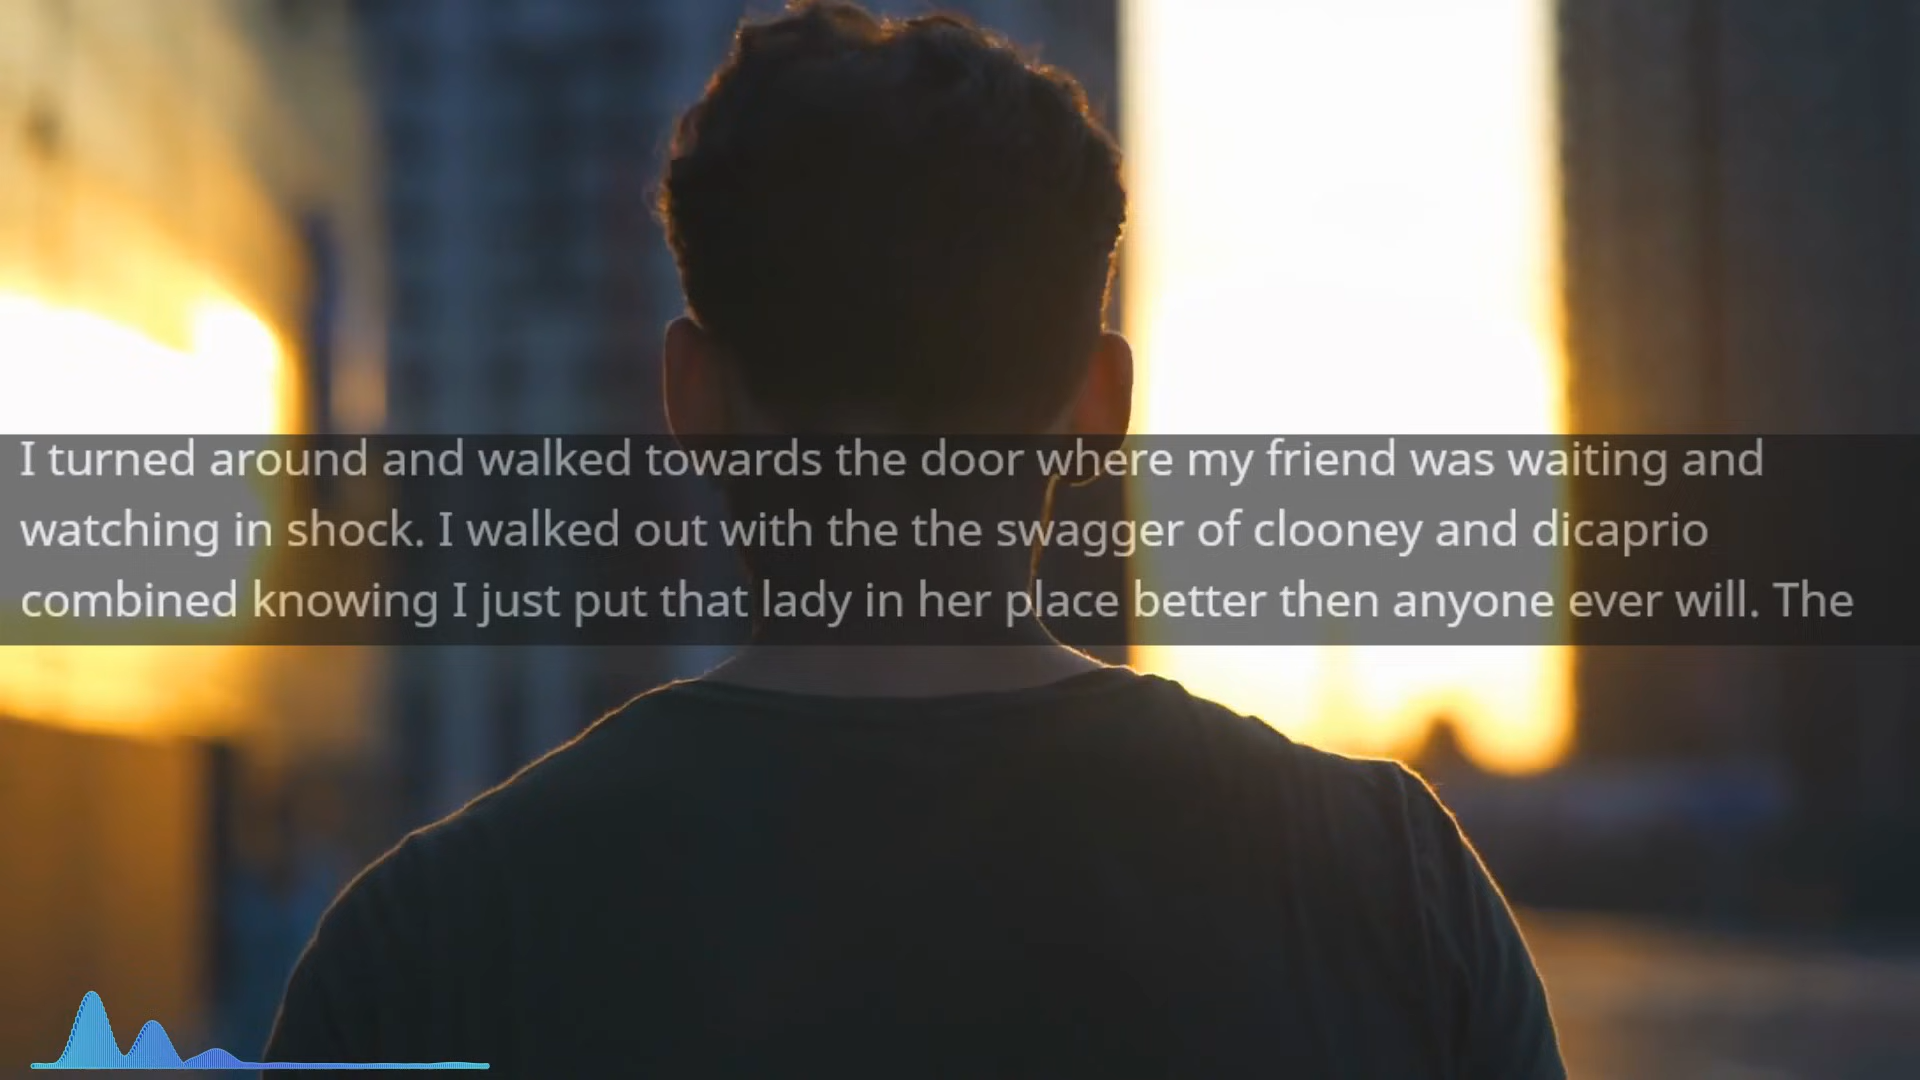 I turned around and walked towards the door where my friend was waiting and
watching in shock. I walked out with the the swagger of clooney and dicaprio
combined knowing I just put that lady in her place better then anyone ever will. The